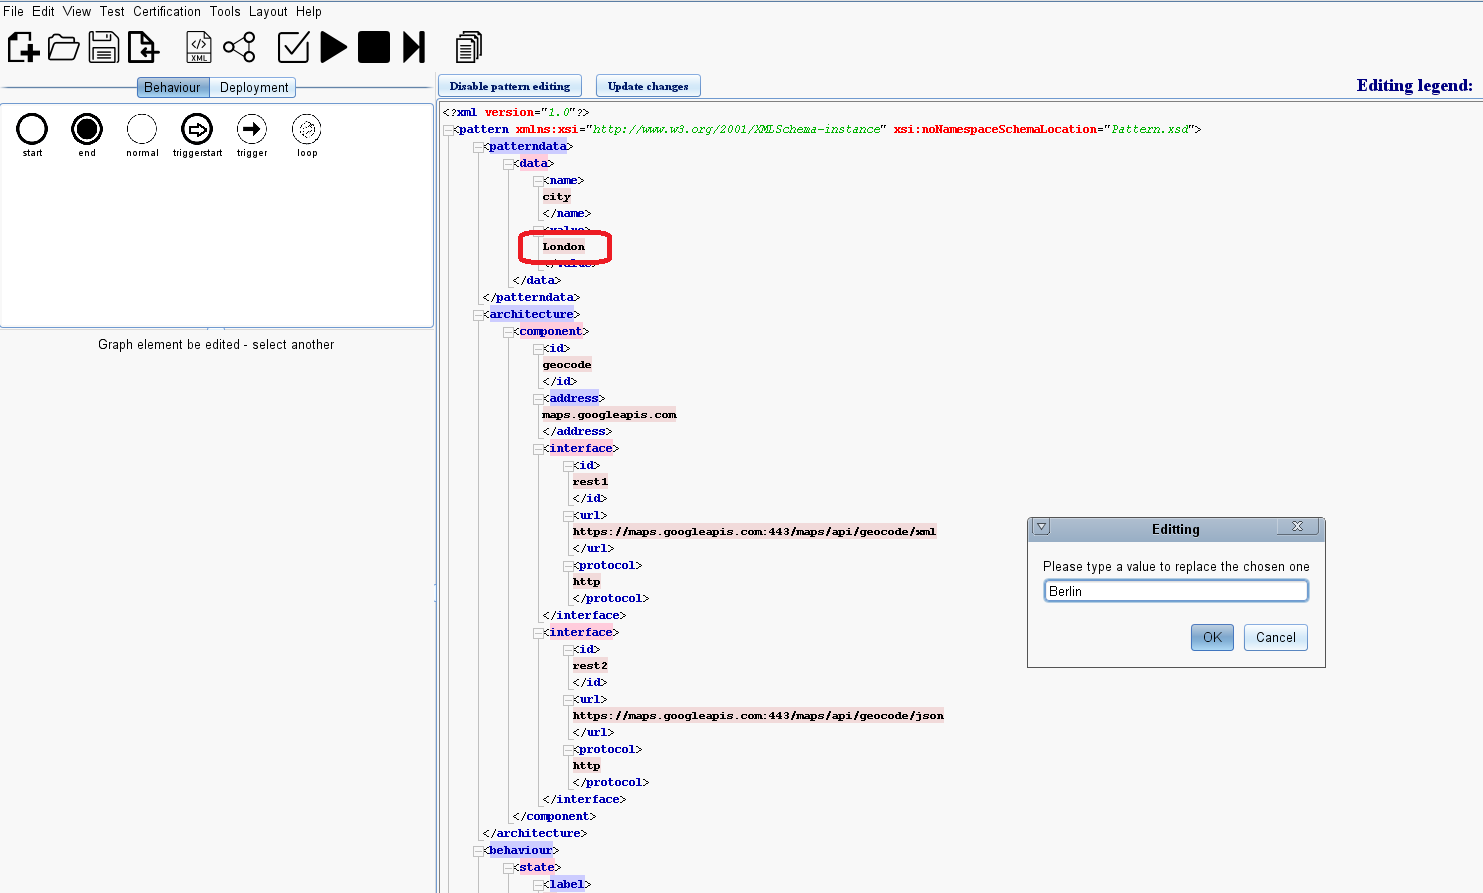 File Edit View Test Certification Tools Layout Help
XML
Behaviour Deployment
start end normal triggerstart trigger loop
Graph element be edited - select another
Disable pattern editing Update changes Editing legend:
<?xml version="1.0"?>
<pattern xmlns:xsi="http://www.w3.org/2001/XMLSchema-instance" xsi:noNamespaceSchemaLocation="Pattern.xsd">
<patterndata>
<data>
<name>
city
</name>
<value>
London
</value>
</data>
</patterndata>
<architecture>
<component>
<id>
geocode
</id>
<address>
maps.googleapis.com
</address>
<interface>
<id>
rest1
</id>
<url>
https://maps.googleapis.com:443/maps/api/geocode/xml
</url>
<protocol>
http
</protocol>
</interface>
<interface>
<id>
rest2
</id>
<url>
https://maps.googleapis.com:443/maps/api/geocode/json
</url>
<protocol>
http
</protocol>
</interface>
</component>
</architecture>
<behaviour>
<state>
<label>
Editting
Please type a value to replace the chosen one
Berlin
OK Cancel